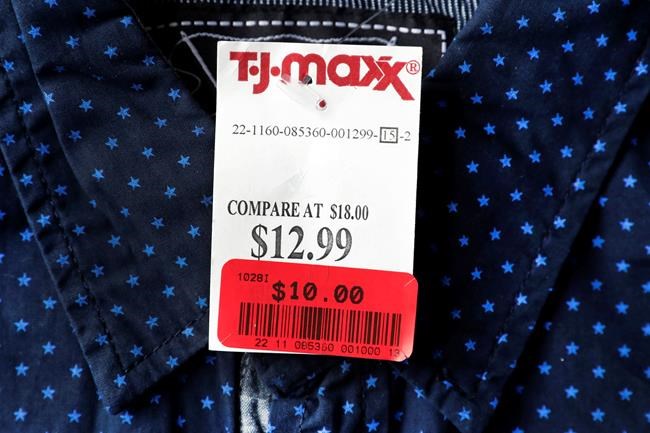 T.J.maxx®
22-1160-085360-001299-15-2
COMPARE AT $18.00
$12.99
1028I
$10.00
22 11 085360 001000 13